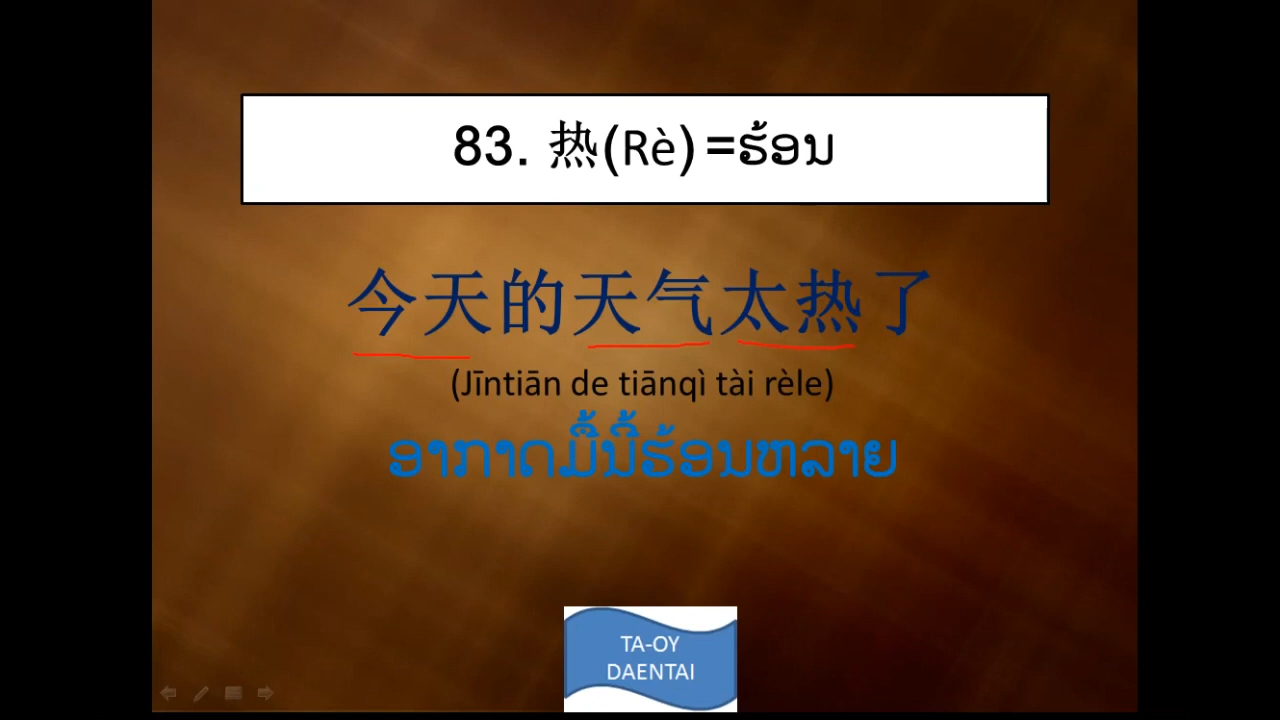 83. 热(Rè) =ຮ້ອນ
今天的天气太热了
(Jīntiān de tiānqì tài rèle)
ອາກາດມື້ນີ້ຮ້ອນຫລາຍ
TA-OY
DAENTAI